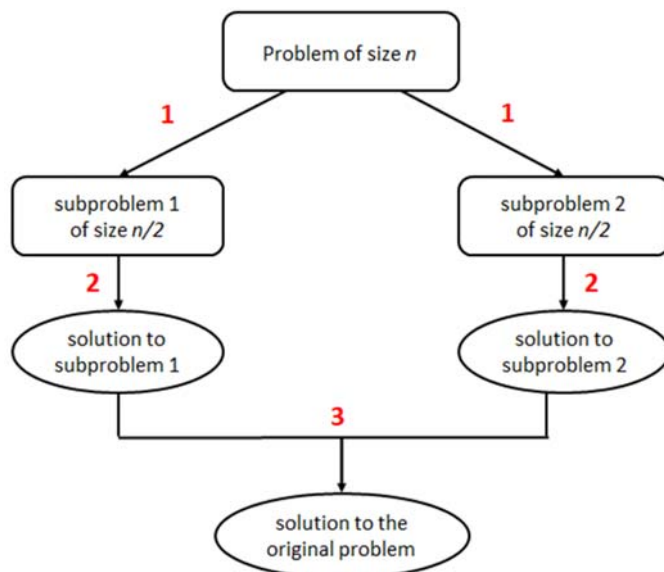 Problem of size n
1
1
subproblem 1
of size n/2
subproblem 2
of size n/2
2
2
solution to
subproblem 1
solution to
subproblem 2
3
solution to the
original problem